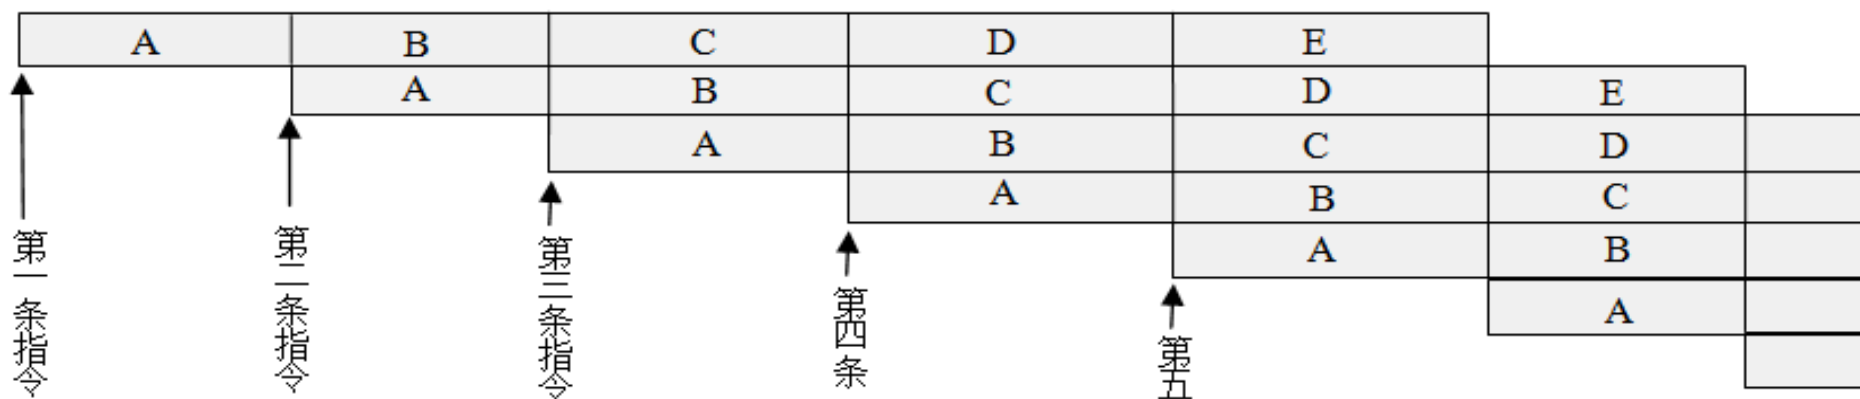 A B C D E
A B C D E
A B C D
A B C
A B
A
第一条指令
第二条指令
第三条指令
第四条
第五